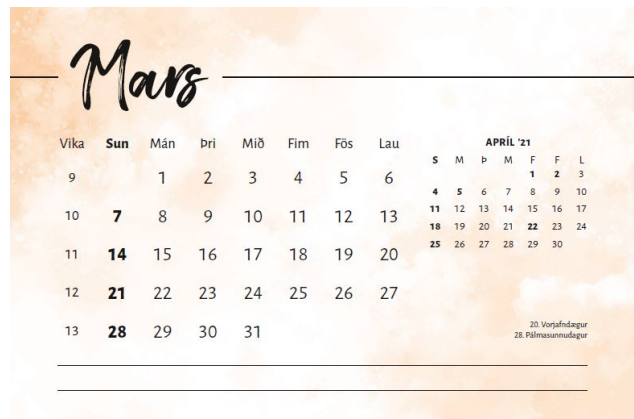 Mars
Vika Sun Mán Þri Mið Fim Fös Lau
9 1 2 3 4 5 6
10 7 8 9 10 11 12 13
11 14 15 16 17 18 19 20
12 21 22 23 24 25 26 27
13 28 29 30 31
APRÍL '21
S M Þ M F F L
1 2 3
4 5 6 7 8 9 10
11 12 13 14 15 16 17
18 19 20 21 22 23 24
25 26 27 28 29 30
20. Vorjafndægur
28. Pálmasunnudagur